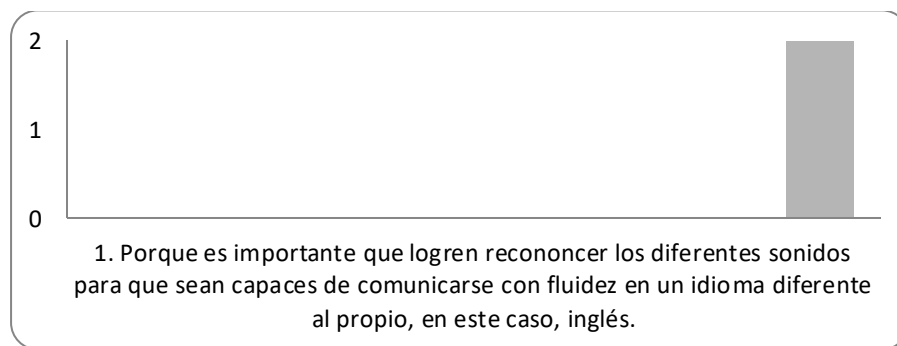 2
1
0
1. Porque es importante que logren recononcer los diferentes sonidos
para que sean capaces de comunicarse con fluidez en un idioma diferente
al propio, en este caso, inglés.